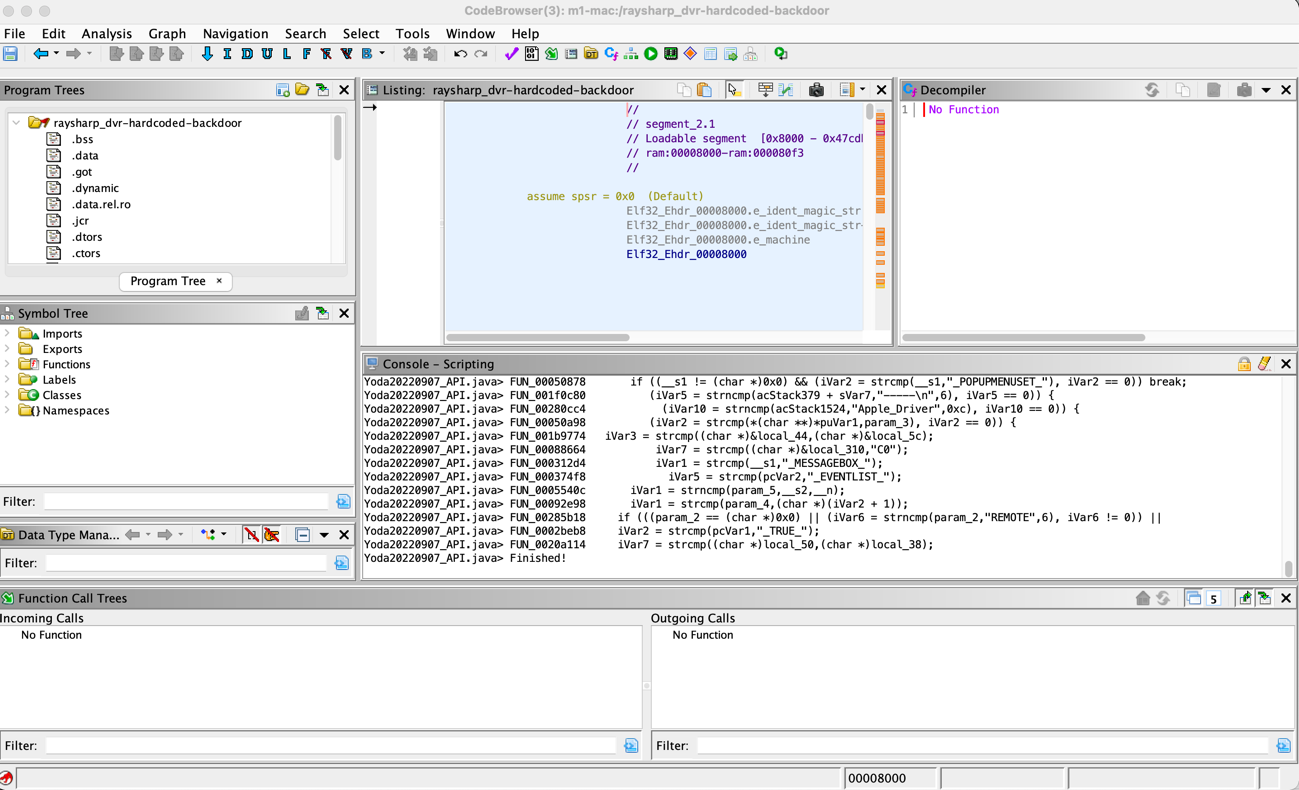 CodeBrowser(3): m1-mac:/raysharp_dvr-hardcoded-backdoor
File Edit Analysis Graph Navigation Search Select Tools Window Help
I D U L F B
Program Trees
raysharp_dvr-hardcoded-backdoor
.bss
.data
.got
.dynamic
.data.rel.ro
.jcr
.dtors
.ctors
Program Tree ×
Symbol Tree
Imports
Exports
Functions
Labels
Classes
Namespaces
Filter:
Data Type Mana...
Filter:
Listing: raysharp_dvr-hardcoded-backdoor
//
// segment_2.1
// Loadable segment [0x8000 - 0x47cd
// ram:00008000-ram:000080f3
//
assume spsr = 0x0 (Default)
Elf32_Ehdr_00008000.e_ident_magic_str
Elf32_Ehdr_00008000.e_ident_magic_str-
Elf32_Ehdr_00008000.e_machine
Elf32_Ehdr_00008000
Decompiler
1 No Function
Console - Scripting
Yoda20220907_API.java> FUN_00050878 if ((__s1 != (char *)0x0) && (iVar2 = strcmp(__s1,"_POPUPMENUSET_"), iVar2 == 0)) break;
Yoda20220907_API.java> FUN_001f0c80 (iVar5 = strncmp(acStack379 + sVar7,"-----\n",6), iVar5 == 0)) {
Yoda20220907_API.java> FUN_00280cc4 (iVar10 = strncmp(acStack1524,"Apple_Driver",0xc), iVar10 == 0)) {
Yoda20220907_API.java> FUN_00050a98 (iVar2 = strcmp(*(char **)*puVar1,param_3), iVar2 == 0)) {
Yoda20220907_API.java> FUN_001b9774 iVar3 = strcmp((char *)&local_44,(char *)&local_5c);
Yoda20220907_API.java> FUN_00088664 iVar7 = strcmp((char *)&local_310,"C0");
Yoda20220907_API.java> FUN_000312d4 iVar1 = strcmp(__s1,"_MESSAGEBOX_");
Yoda20220907_API.java> FUN_000374f8 iVar5 = strcmp(pcVar2,"_EVENTLIST_");
Yoda20220907_API.java> FUN_0005540c iVar1 = strncmp(param_5,__s2,__n);
Yoda20220907_API.java> FUN_00092e98 iVar1 = strcmp(param_4,(char *)(iVar2 + 1));
Yoda20220907_API.java> FUN_00285b18 if (((param_2 == (char *)0x0) || (iVar6 = strncmp(param_2,"REMOTE",6), iVar6 != 0)) ||
Yoda20220907_API.java> FUN_0002beb8 iVar2 = strcmp(pcVar1,"_TRUE_");
Yoda20220907_API.java> FUN_0020a114 iVar7 = strcmp((char *)local_50,(char *)local_38);
Yoda20220907_API.java> Finished!
Function Call Trees
5
Incoming Calls
No Function
Filter:
Outgoing Calls
No Function
Filter:
00008000